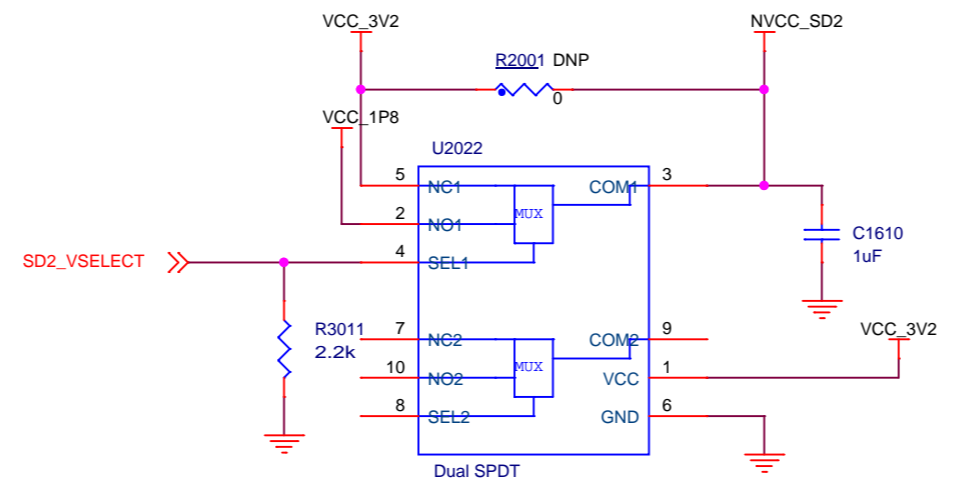 VCC_3V2
NVCC_SD2
R2001 DNP
0
VCC_1P8
U2022
5
NC1
COM1
3
2
NO1
MUX
4
SEL1
SD2_VSELECT
C1610
1uF
R3011
2.2k
7
NC2
COM2
9
VCC_3V2
10
NO2
MUX
VCC
1
8
SEL2
GND
6
Dual SPDT